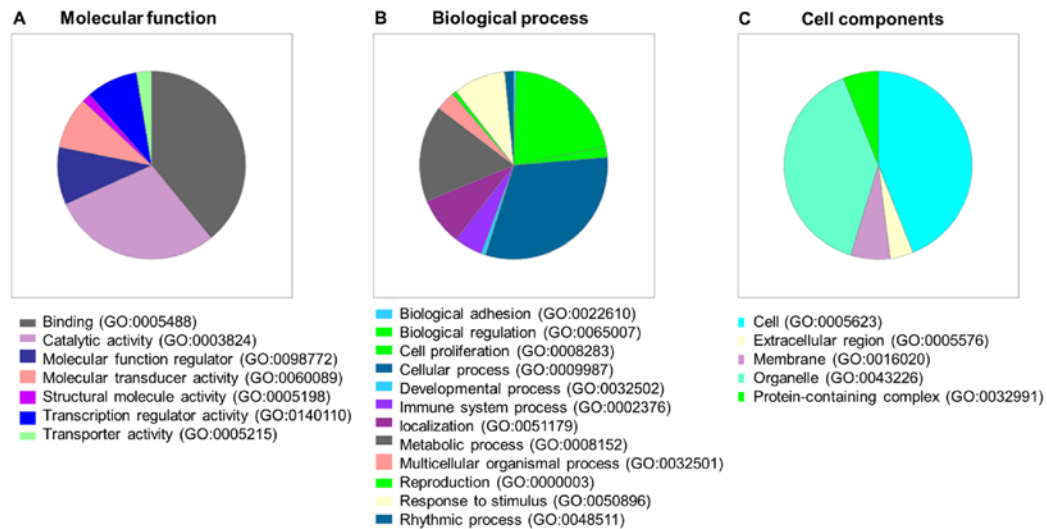 A Molecular function
Binding (GO:0005488)
Catalytic activity (GO:0003824)
Molecular function regulator (GO:0098772)
Molecular transducer activity (GO:0060089)
Structural molecule activity (GO:0005198)
Transcription regulator activity (GO:0140110)
Transporter activity (GO:0005215)
B Biological process
Biological adhesion (GO:0022610)
Biological regulation (GO:0065007)
Cell proliferation (GO:0008283)
Cellular process (GO:0009987)
Developmental process (GO:0032502)
Immune system process (GO:0002376)
localization (GO:0051179)
Metabolic process (GO:0008152)
Multicellular organismal process (GO:0032501)
Reproduction (GO:0000003)
Response to stimulus (GO:0050896)
Rhythmic process (GO:0048511)
C Cell components
Cell (GO:0005623)
Extracellular region (GO:0005576)
Membrane (GO:0016020)
Organelle (GO:0043226)
Protein-containing complex (GO:0032991)